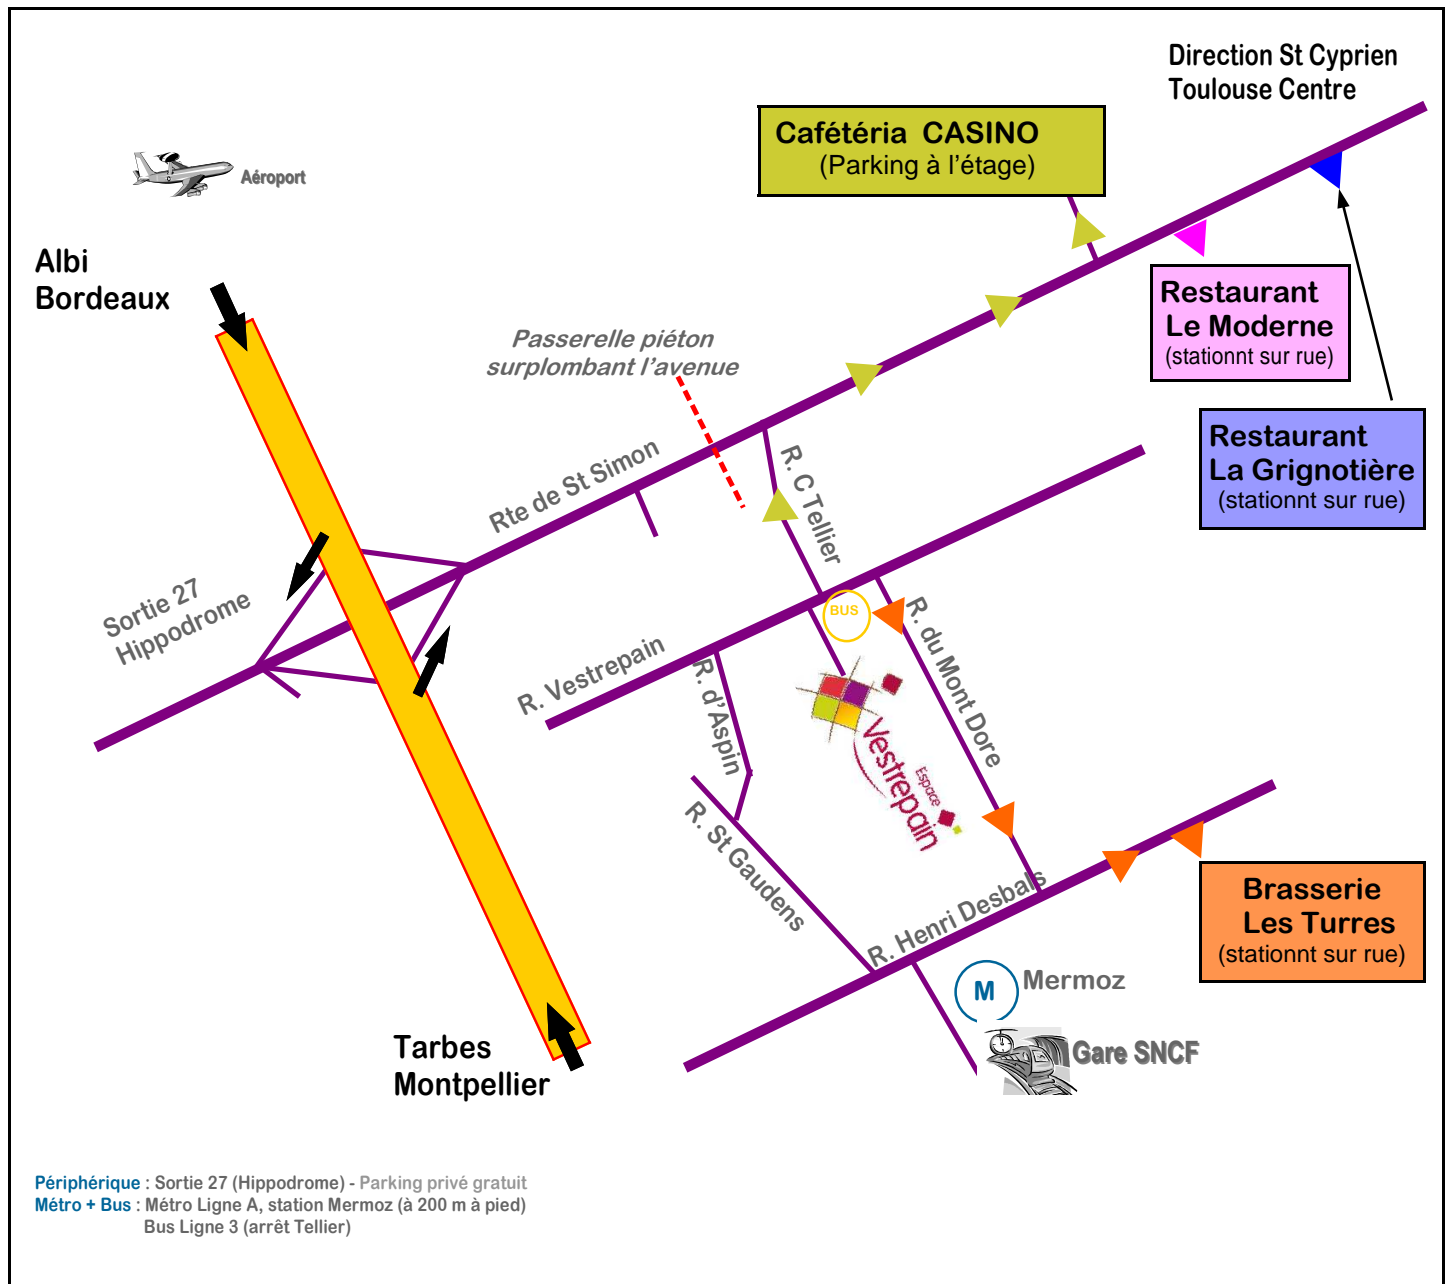 Direction St Cyprien
Toulouse Centre
Cafétéria CASINO
(Parking à l'étage)
Aéroport
Albi
Bordeaux
Restaurant
Le Moderne
(stationnt sur rue)
Passerelle piéton
surplombant l'avenue
Restaurant
La Grignotière
(stationnt sur rue)
Rte de St Simon
R. C Tellier
Sortie 27
Hippodrome
BUS
R. du Mont Dore
R. Vestrepain
R. d'Aspin
Espace
Vestrepain
R. St Gaudens
R. Henri Desbals
Brasserie
Les Turres
(stationnt sur rue)
M
Mermoz
Gare SNCF
Tarbes
Montpellier
Périphérique : Sortie 27 (Hippodrome) - Parking privé gratuit
Métro + Bus : Métro Ligne A, station Mermoz (à 200 m à pied)
Bus Ligne 3 (arrêt Tellier)